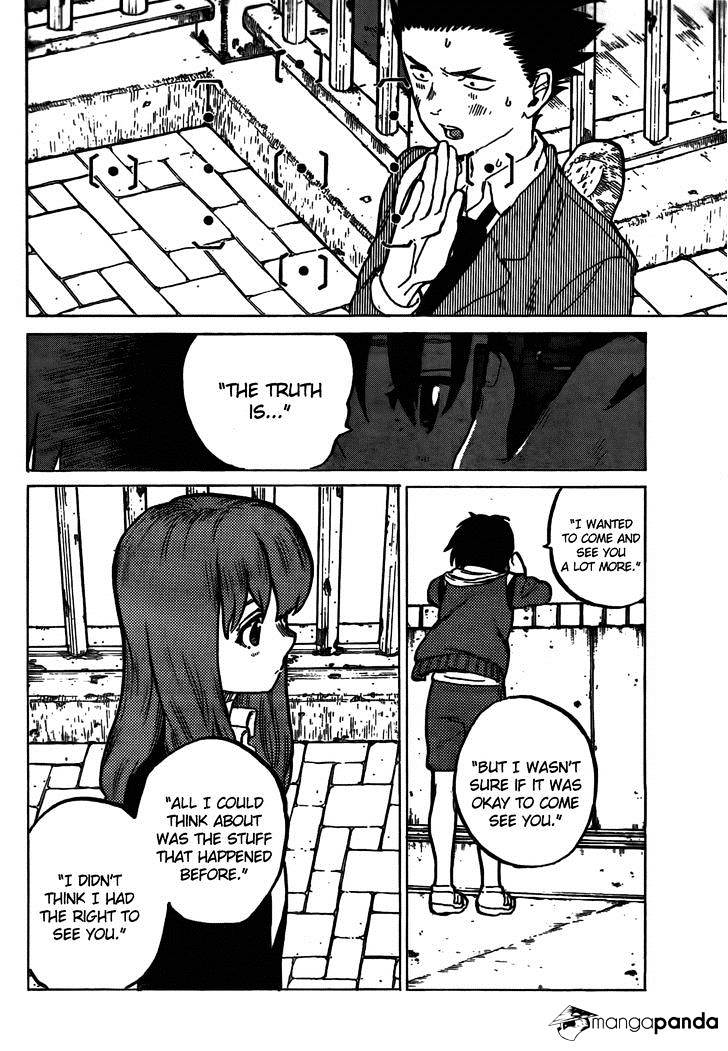 "THE TRUTH
IS..."
"I WANTED
TO COME AND
SEE YOU
A LOT MORE."
"BUT I WASN'T
SURE IF IT WAS
OKAY TO COME
SEE YOU."
"ALL I COULD
THINK ABOUT
WAS THE STUFF
THAT HAPPENED
BEFORE."
"I DIDN'T
THINK I HAD
THE RIGHT TO
SEE YOU."
mangapanda